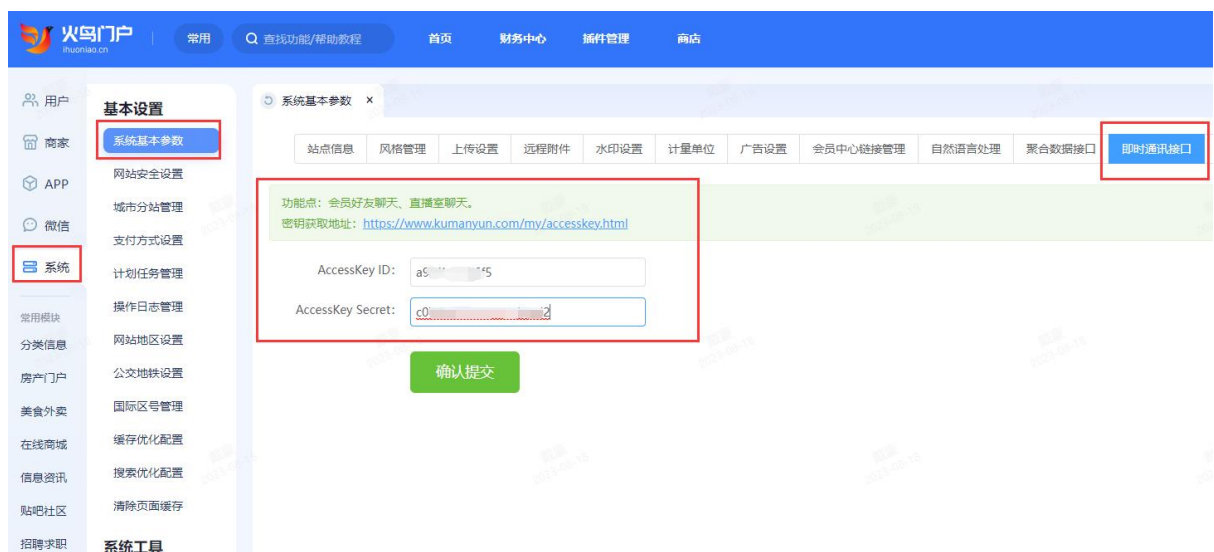 火鸟门户
ihuoniao.cn
常用
查找功能/帮助教程
首页
财务中心
插件管理
商店
用户
商家
APP
微信
系统
常用模块
分类信息
房产门户
美食外卖
在线商城
信息资讯
贴吧社区
招聘求职
基本设置
系统基本参数
网站安全设置
城市分站管理
支付方式设置
计划任务管理
操作日志管理
网站地区设置
公交地铁设置
国际区号管理
缓存优化配置
搜索优化配置
清除页面缓存
系统工具
系统基本参数 ×
站点信息
风格管理
上传设置
远程附件
水印设置
计量单位
广告设置
会员中心链接管理
自然语言处理
聚合数据接口
即时通讯接口
功能点：会员好友聊天、直播室聊天。
密钥获取地址：https://www.kumanyun.com/my/accesskey.html
AccessKey ID:
AccessKey Secret:
确认提交